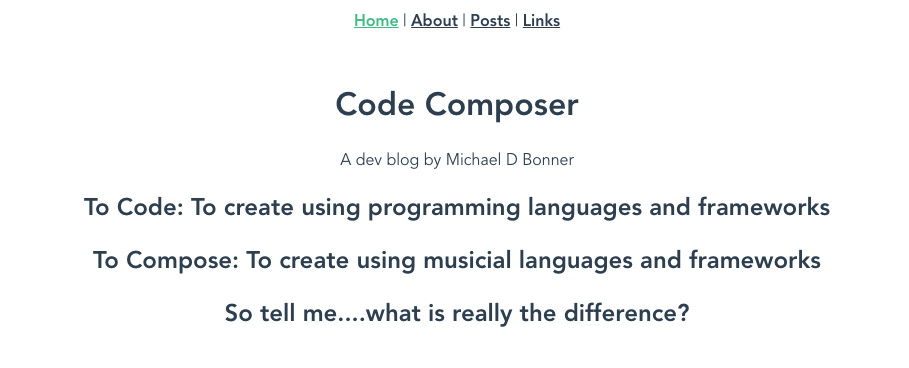 Home | About | Posts | Links
Code Composer
A dev blog by Michael D Bonner
To Code: To create using programming languages and frameworks
To Compose: To create using musicial languages and frameworks
So tell me....what is really the difference?